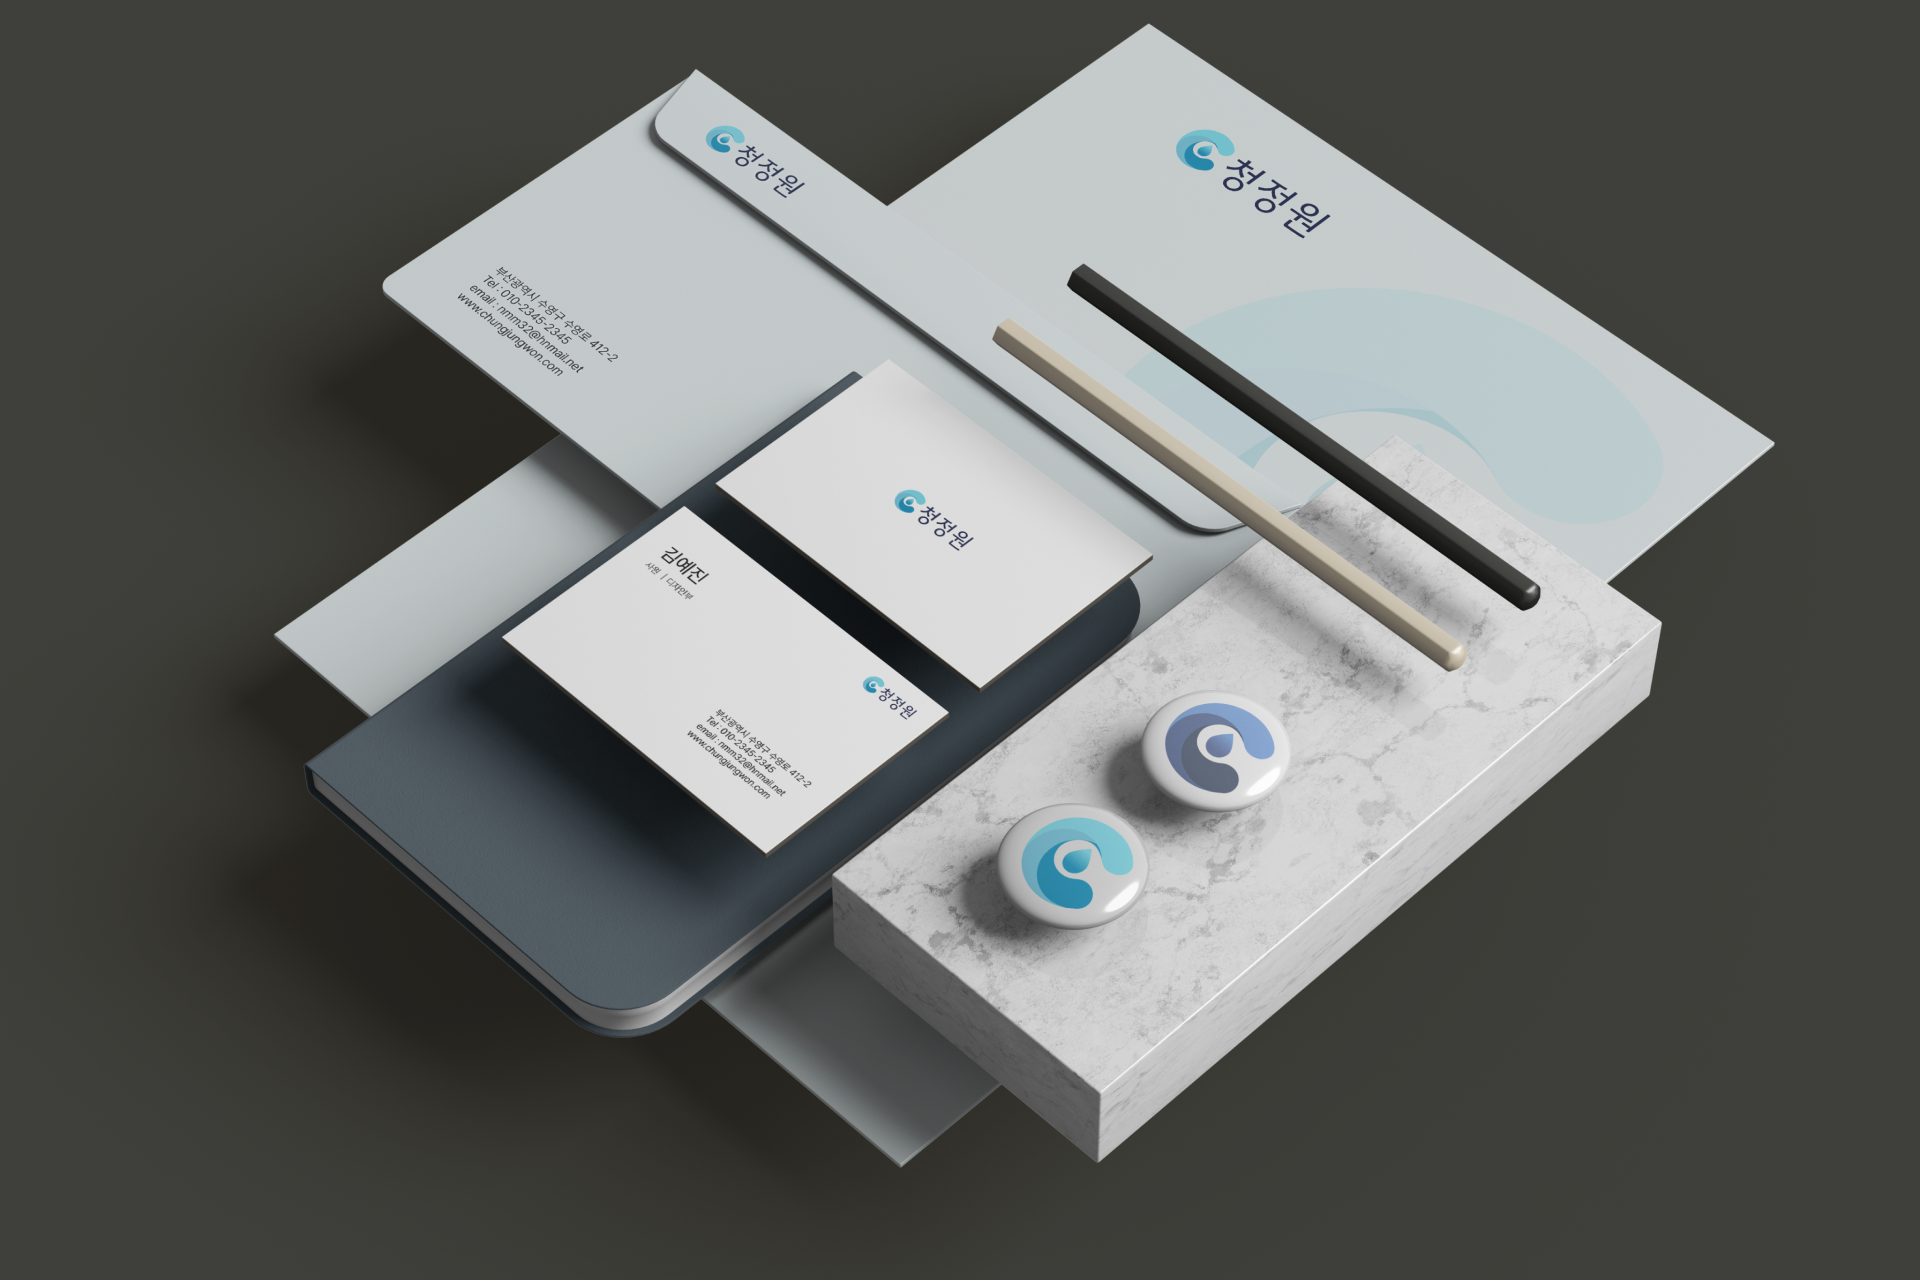 청정원
청정원
부산광역시 수영구 수영로 412-2
Tel : 010-2345-2345
email : nmm32@hnmail.net
www.chungjungwon.com
청정원
김예진
사원 | 디자인부
청정원
부산광역시 수영구 수영로 412-2
Tel : 010-2345-2345
email : nmm32@hnmail.net
www.chungjungwon.com